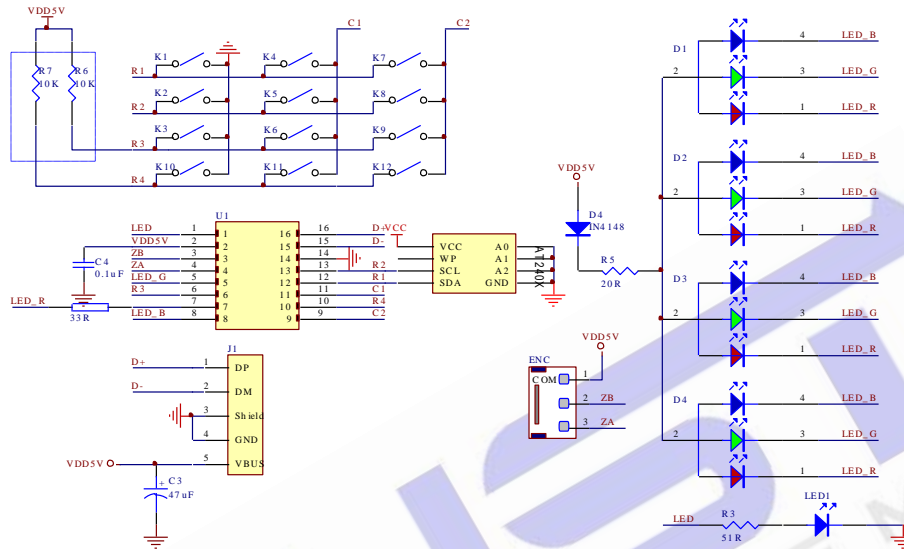 VDD5V
R7
10K
R6
10K
K1
K4
K7
C1
C2
R1
K2
K5
K8
R2
K3
K6
K9
R3
K10
K11
K12
R4
U1
LED 1 1 16 16 D+
VDD5V 2 2 15 15 D-
ZB 3 3 14 14
ZA 4 4 13 13 R2
LED_G 5 5 12 12 R1
R3 6 6 11 11 C1
7 7 10 10 R4
LED_B 8 8 9 9 C2
C4
0.1uF
LED_R
33R
VCC
VCC A0
WP A1
SCL A2
SDA GND
AT240X
J1
D+ 1 DP
D- 2 DM
3 Shield
4 GND
VDD5V 5 VBUS
+
C3
47uF
VDD5V
D4
IN4148
R5
20R
VDD5V
ENC
COM 1
2 ZB
3 ZA
D1
4 LED_B
2 3 LED_G
1 LED_R
D2
4 LED_B
2 3 LED_G
1 LED_R
D3
4 LED_B
2 3 LED_G
1 LED_R
D4
4 LED_B
2 3 LED_G
1 LED_R
LED
R3
51R
LED1